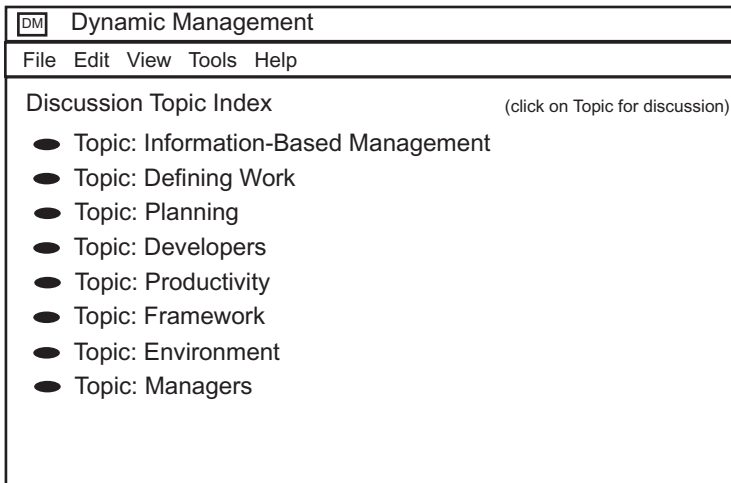 DM Dynamic Management
File Edit View Tools Help
Discussion Topic Index (click on Topic for discussion)
Topic: Information-Based Management
Topic: Defining Work
Topic: Planning
Topic: Developers
Topic: Productivity
Topic: Framework
Topic: Environment
Topic: Managers